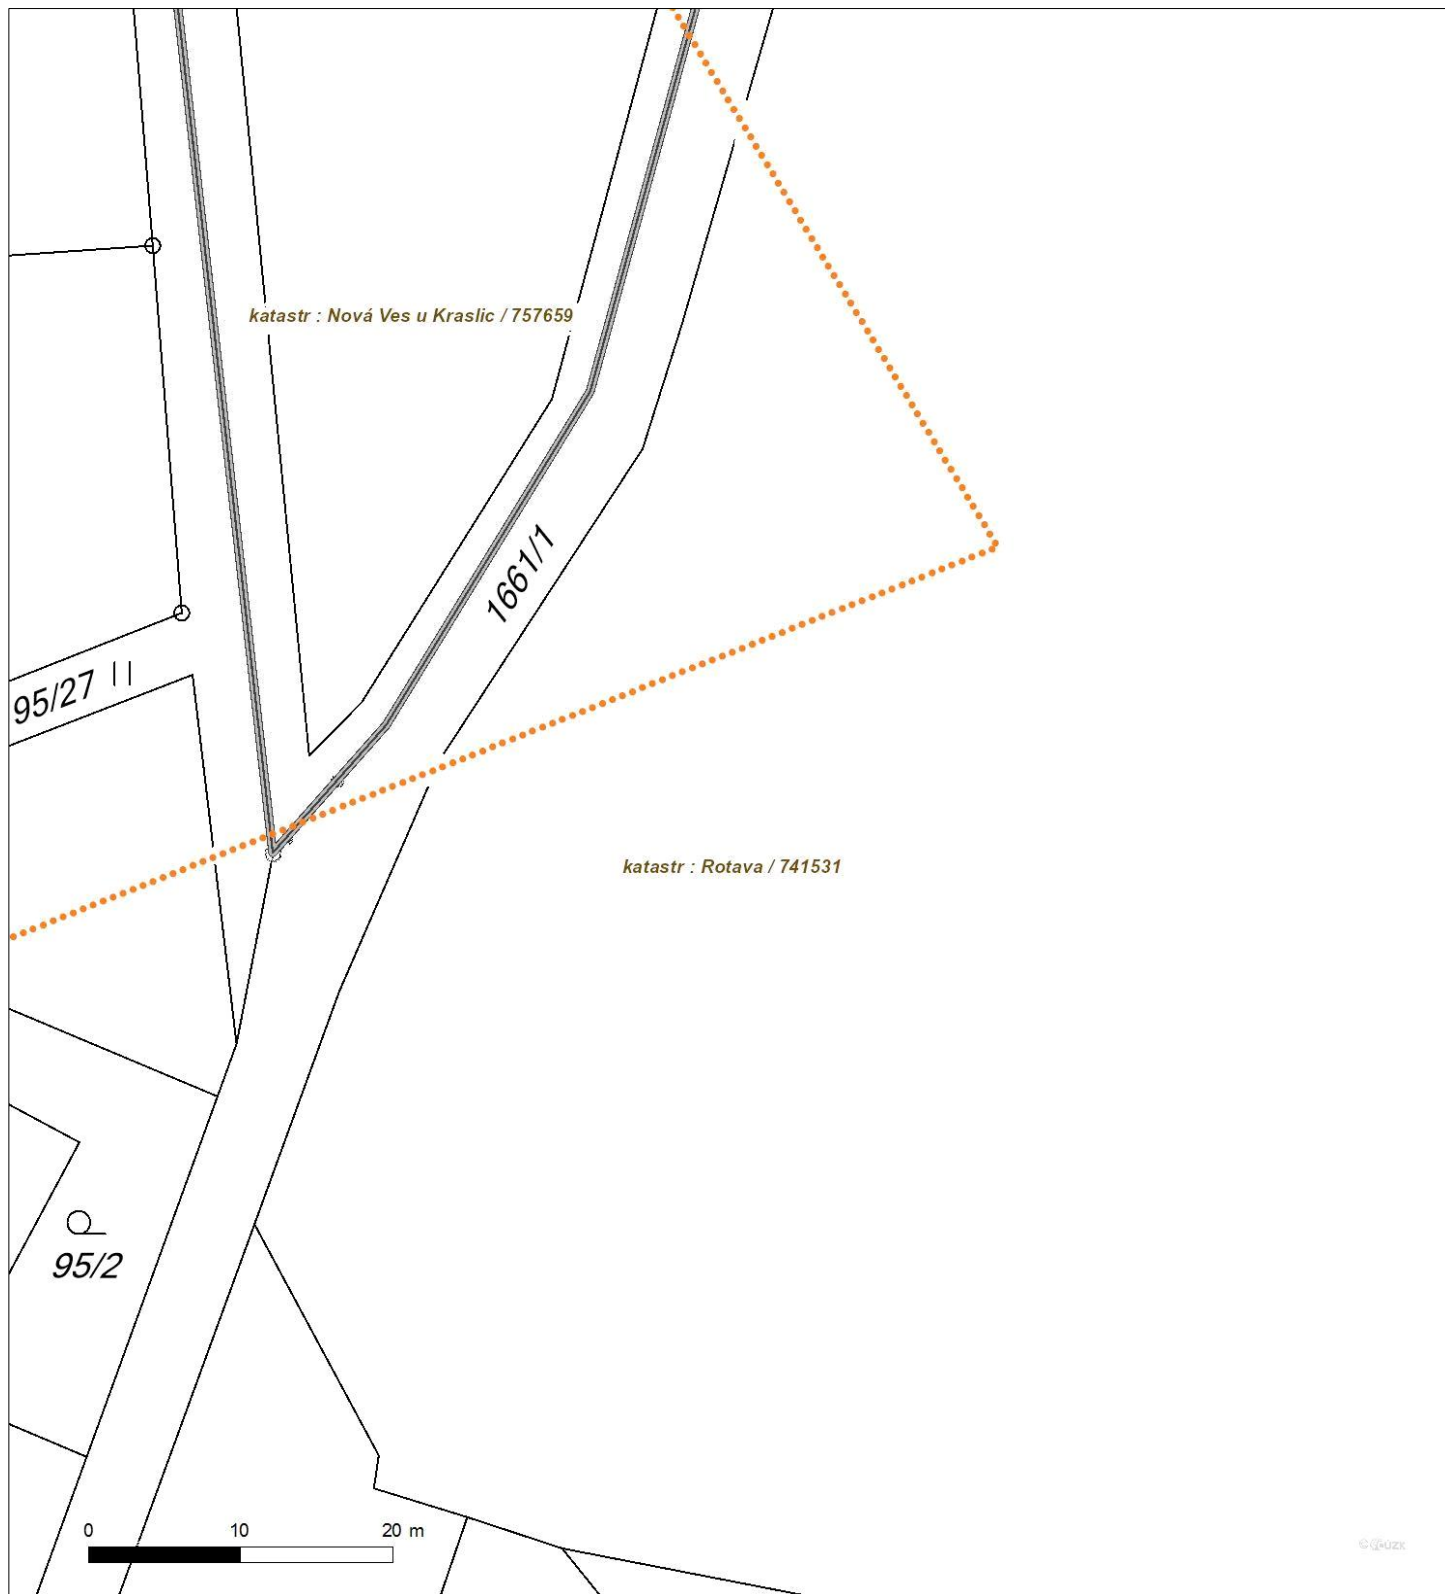 katastr : Nová Ves u Kraslic / 757659
1661/1
95/27
katastr : Rotava / 741531
95/2
0 10 20 m